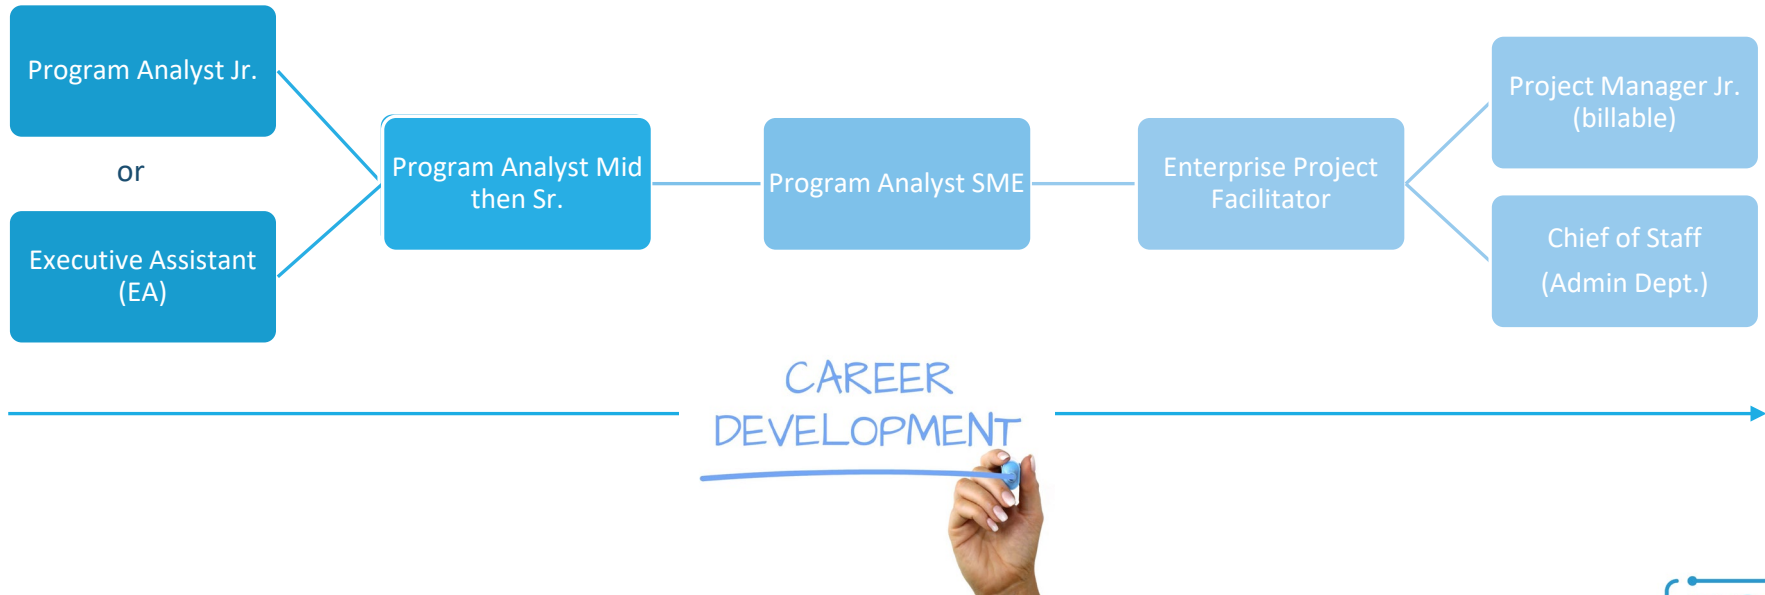 Program Analyst Jr.
or
Executive Assistant
(EA)
Program Analyst Mid
then Sr.
Program Analyst SME
Enterprise Project
Facilitator
Project Manager Jr.
(billable)
Chief of Staff
(Admin Dept.)
CAREER
DEVELOPMENT